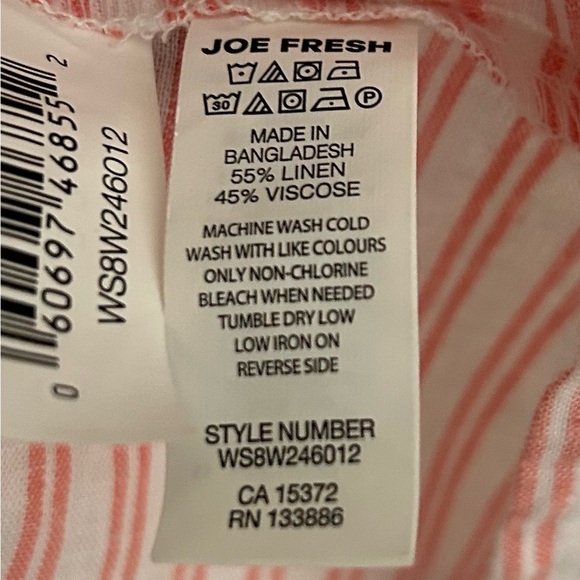 JOE FRESH
30 P
MADE IN
BANGLADESH
55% LINEN
45% VISCOSE
MACHINE WASH COLD
WASH WITH LIKE COLOURS
ONLY NON-CHLORINE
BLEACH WHEN NEEDED
TUMBLE DRY LOW
LOW IRON ON
REVERSE SIDE
STYLE NUMBER
WS8W246012
CA 15372
RN 133886
0 60697 46855 2
WS8W246012